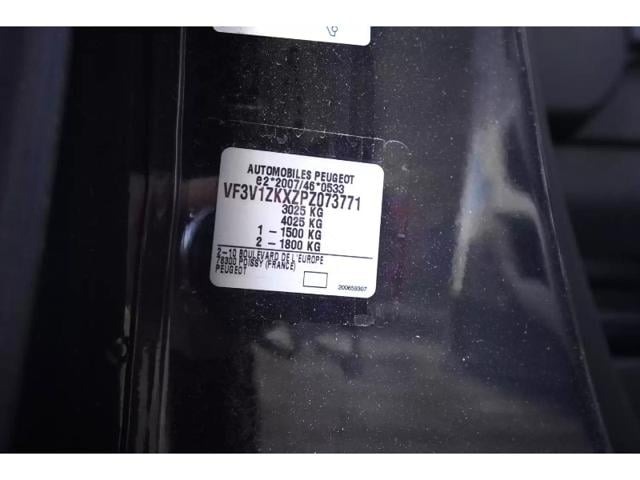 AUTOMOBILES PEUGEOT
e2*2007/46*0533
VF3V1ZKXZPZ073771
3025 KG
4025 KG
1 - 1500 KG
2 - 1800 KG
2-10 BOULEVARD DE L'EUROPE
78300 POISSY (FRANCE)
PEUGEOT
200659307